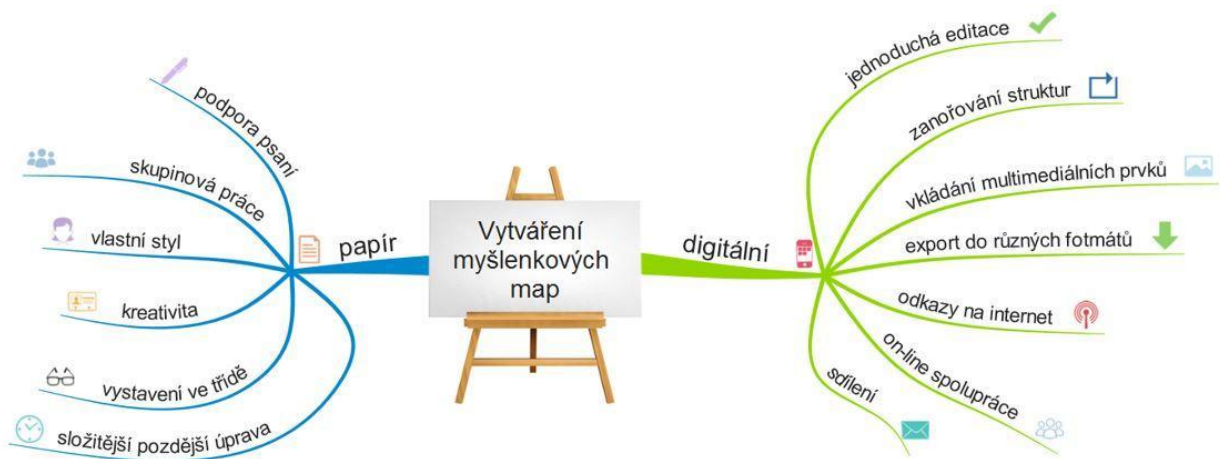 Vytváření
myšlenkových
map
papír
podpora psaní
skupinová práce
vlastní styl
kreativita
vystavení ve třídě
složitější pozdější úprava
digitální
jednoduchá editace
zanořování struktur
vkládání multimediálních prvků
export do různých fotmátů
odkazy na internet
on-line spolupráce
sdílení